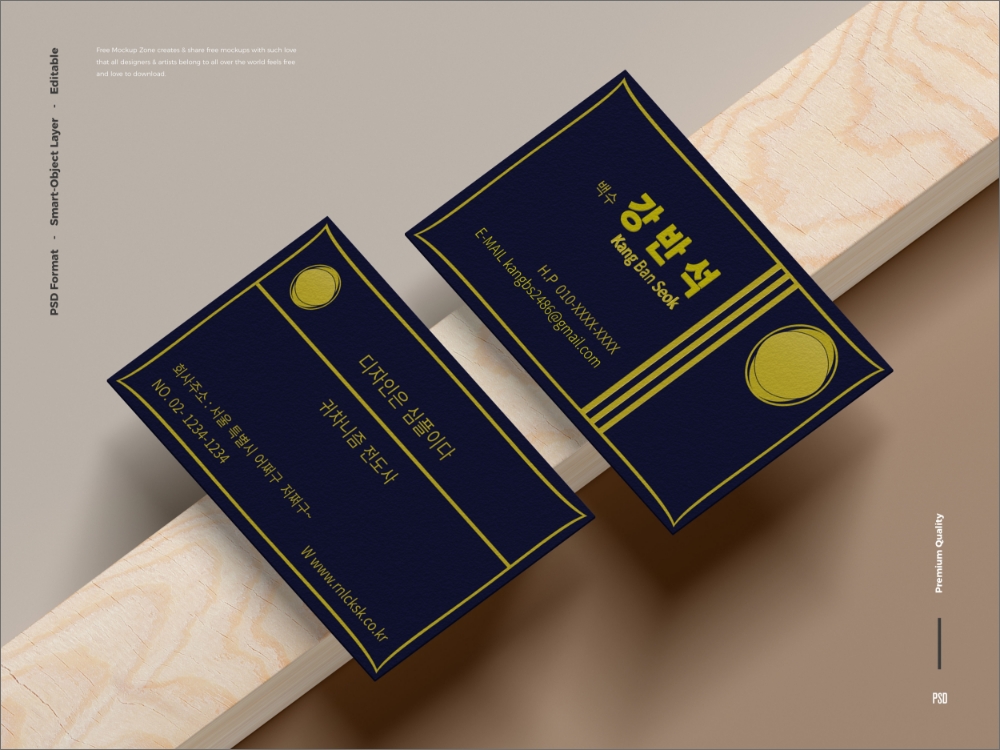 PSD Format - Smart-Object Layer - Editable
Free Mockup Zone creates & share free mockups with such love
that all designers & artists belong to all over the world feels free
and love to download.
백수
강반석
Kang Ban Seok
H.P 010-XXXX-XXXX
E-MAIL kangbs2486@gmail.com
디자인은 심플이다
귀차니즘 전도사
회사주소 : 서울 특별시 어쩌구 저쩌구~
NO. 02- 1234-1234
W www.rnlcksk.co.kr
Premium Quality
PSD